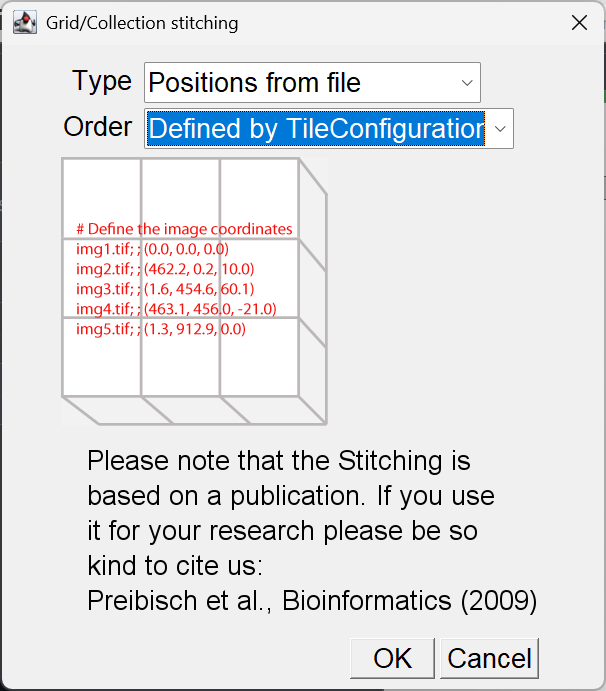 Grid/Collection stitching
Type Positions from file
Order Defined by TileConfiguration
# Define the image coordinates
img1.tif; ; (0.0, 0.0, 0.0)
img2.tif; ; (462.2, 0.2, 10.0)
img3.tif; ; (1.6, 454.6, 60.1)
img4.tif; ; (463.1, 456.0, -21.0)
img5.tif; ; (1.3, 912.9, 0.0)
Please note that the Stitching is
based on a publication. If you use
it for your research please be so
kind to cite us:
Preibisch et al., Bioinformatics (2009)
OK Cancel